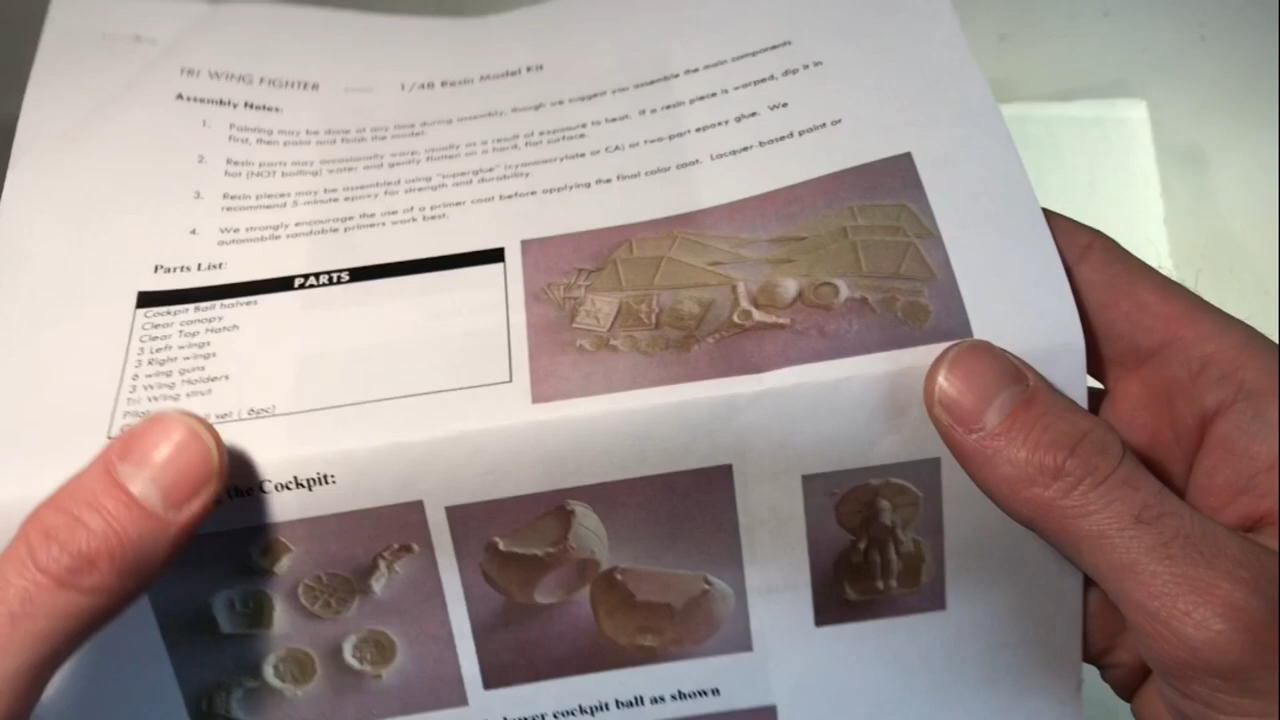 TRI WING FIGHTER 1/48 Resin Model Kit
Assembly Notes:
1. Painting may be done at any time during assembly, though we suggest you assemble the main components
first, then paint and finish the model.
2. Resin parts may occasionally warp, usually as a result of exposure to heat. If a resin piece is warped, dip it in
hot (NOT boiling) water and gently flatten on a hard, flat surface.
3. Resin pieces may be assembled using "superglue" (cyanoacrylate or CA) or two-part epoxy glue. We
recommend 5-minute epoxy for strength and durability.
4. We strongly encourage the use of a primer coat before applying the final color coat. Lacquer-based paint or
automobile sandable primers work best.
Parts List:
PARTS
Cockpit Ball halves
Clear canopy
Clear Top Hatch
3 Left wings
3 Right wings
6 wing guns
3 Wing Holders
Tri Wing strut
set ( 6pc)
the Cockpit:
lower cockpit ball as shown